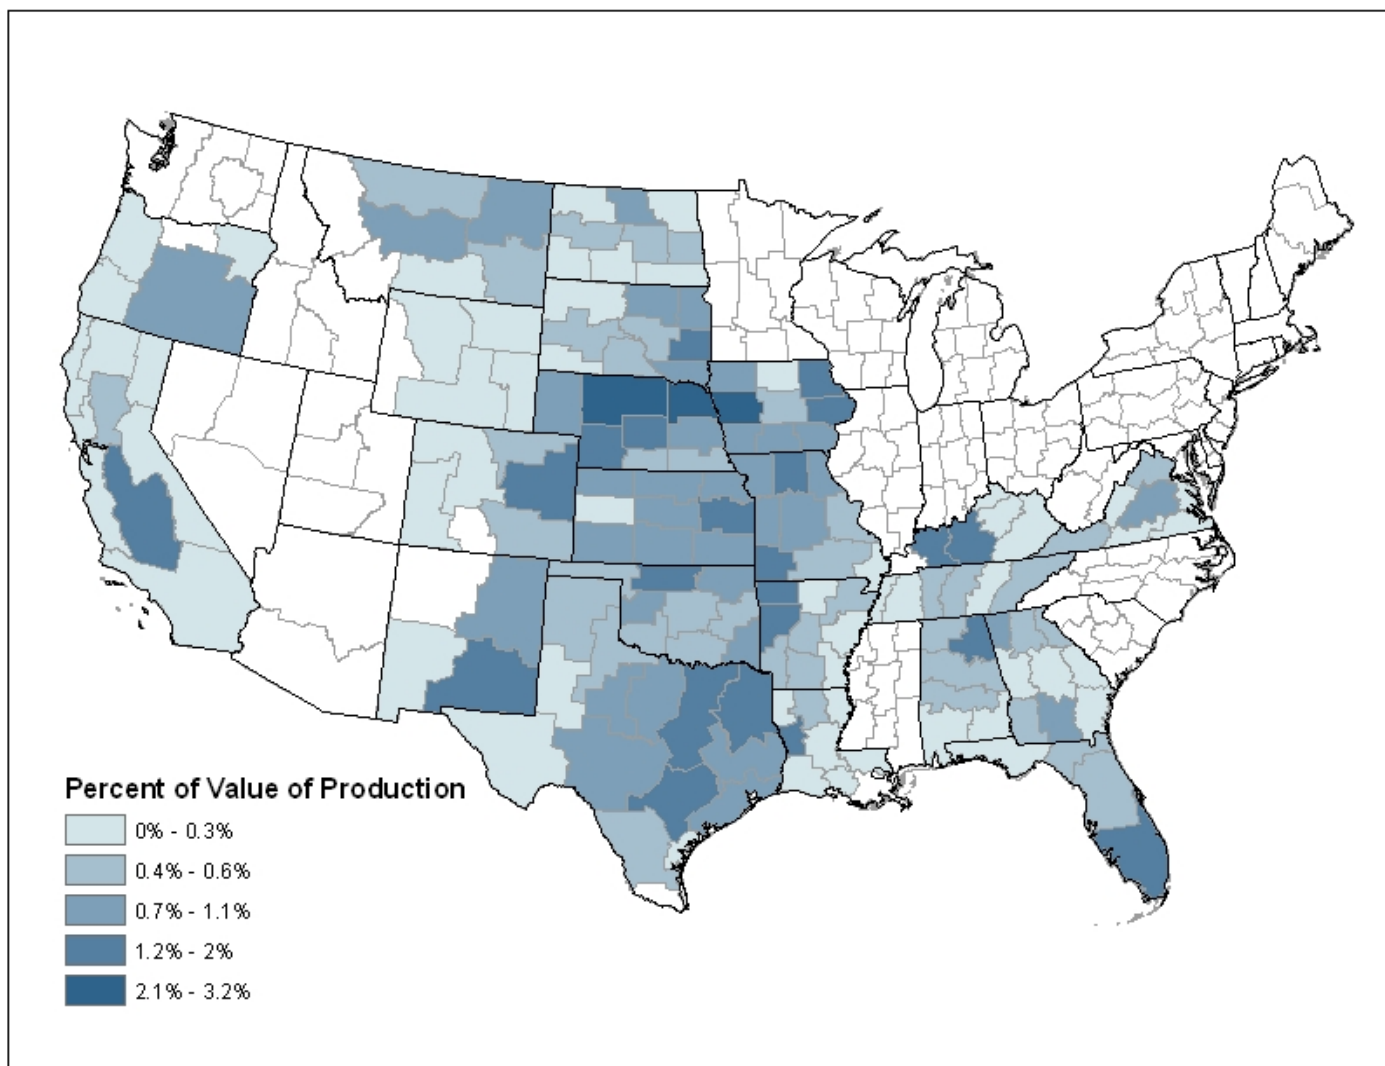 Percent of Value of Production
0% - 0.3%
0.4% - 0.6%
0.7% - 1.1%
1.2% - 2%
2.1% - 3.2%